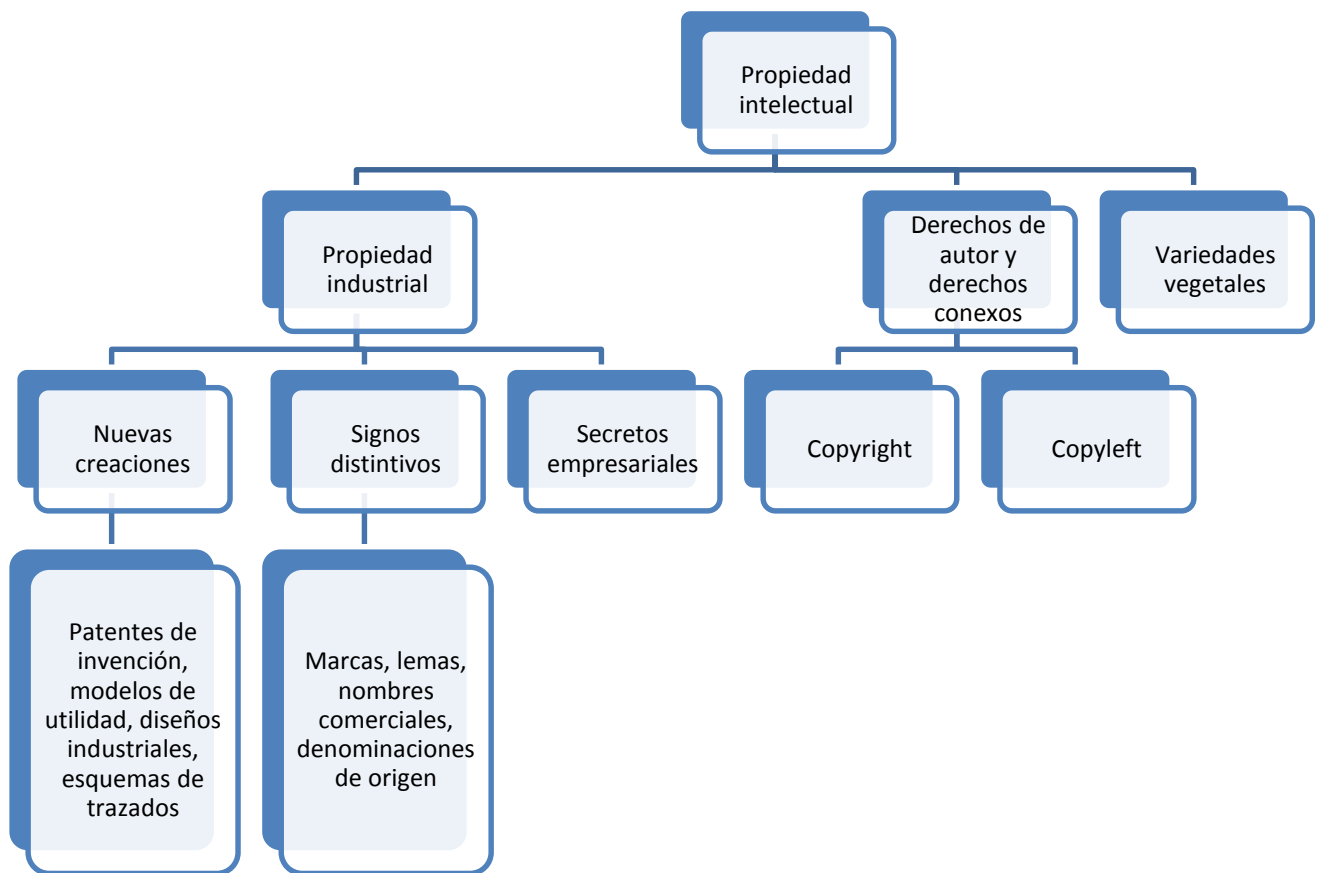 Propiedad
intelectual
Propiedad
industrial
Derechos de
autor y
derechos
conexos
Variedades
vegetales
Nuevas
creaciones
Signos
distintivos
Secretos
empresariales
Copyright
Copyleft
Patentes de
invención,
modelos de
utilidad, diseños
industriales,
esquemas de
trazados
Marcas, lemas,
nombres
comerciales,
denominaciones
de origen